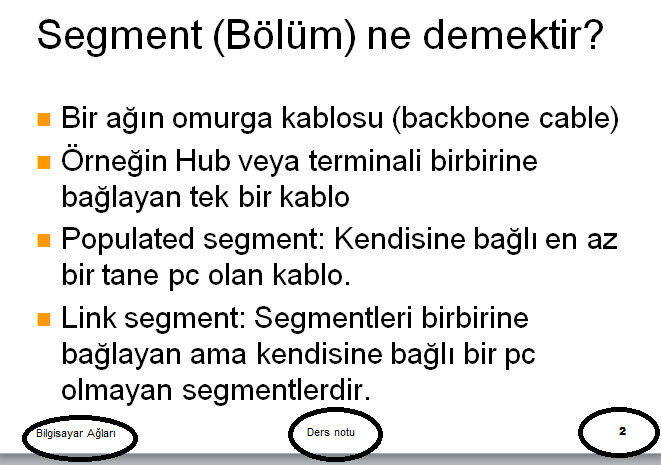 Segment (Bölüm) ne demektir?
Bir ağın omurga kablosu (backbone cable)
Örneğin Hub veya terminali birbirine
bağlayan tek bir kablo
Populated segment: Kendisine bağlı en az
bir tane pc olan kablo.
Link segment: Segmentleri birbirine
bağlayan ama kendisine bağlı bir pc
olmayan segmentlerdir.
Bilgisayar Ağları
Ders notu
2